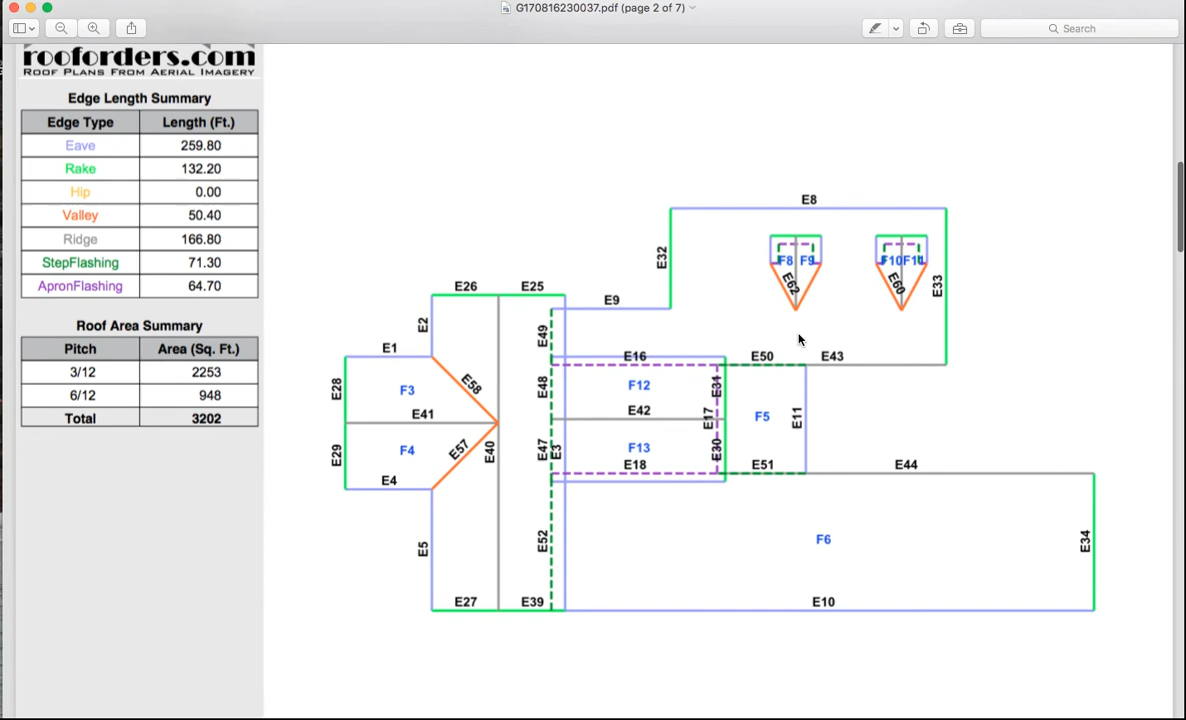 G170816230037.pdf (page 2 of 7)
Search
rooforders.com
ROOF PLANS FROM AERIAL IMAGERY
Edge Length Summary
Edge Type Length (Ft.)
Eave 259.80
Rake 132.20
Hip 0.00
Valley 50.40
Ridge 166.80
StepFlashing 71.30
ApronFlashing 64.70
Roof Area Summary
Pitch Area (Sq. Ft.)
3/12 2253
6/12 948
Total 3202
E8
E32
F8 F9
E62
F10 F11
E60
E33
E26 E25
E9
E2
E49
E1
E16
E50
E43
E28
F3
E58
E48
F12
E31
F5
E11
E41
E42
E17
E29
F4
E57
E40
E47
E3
F13
E30
E4
E18
E51
E44
E5
E52
F6
E34
E27 E39
E10